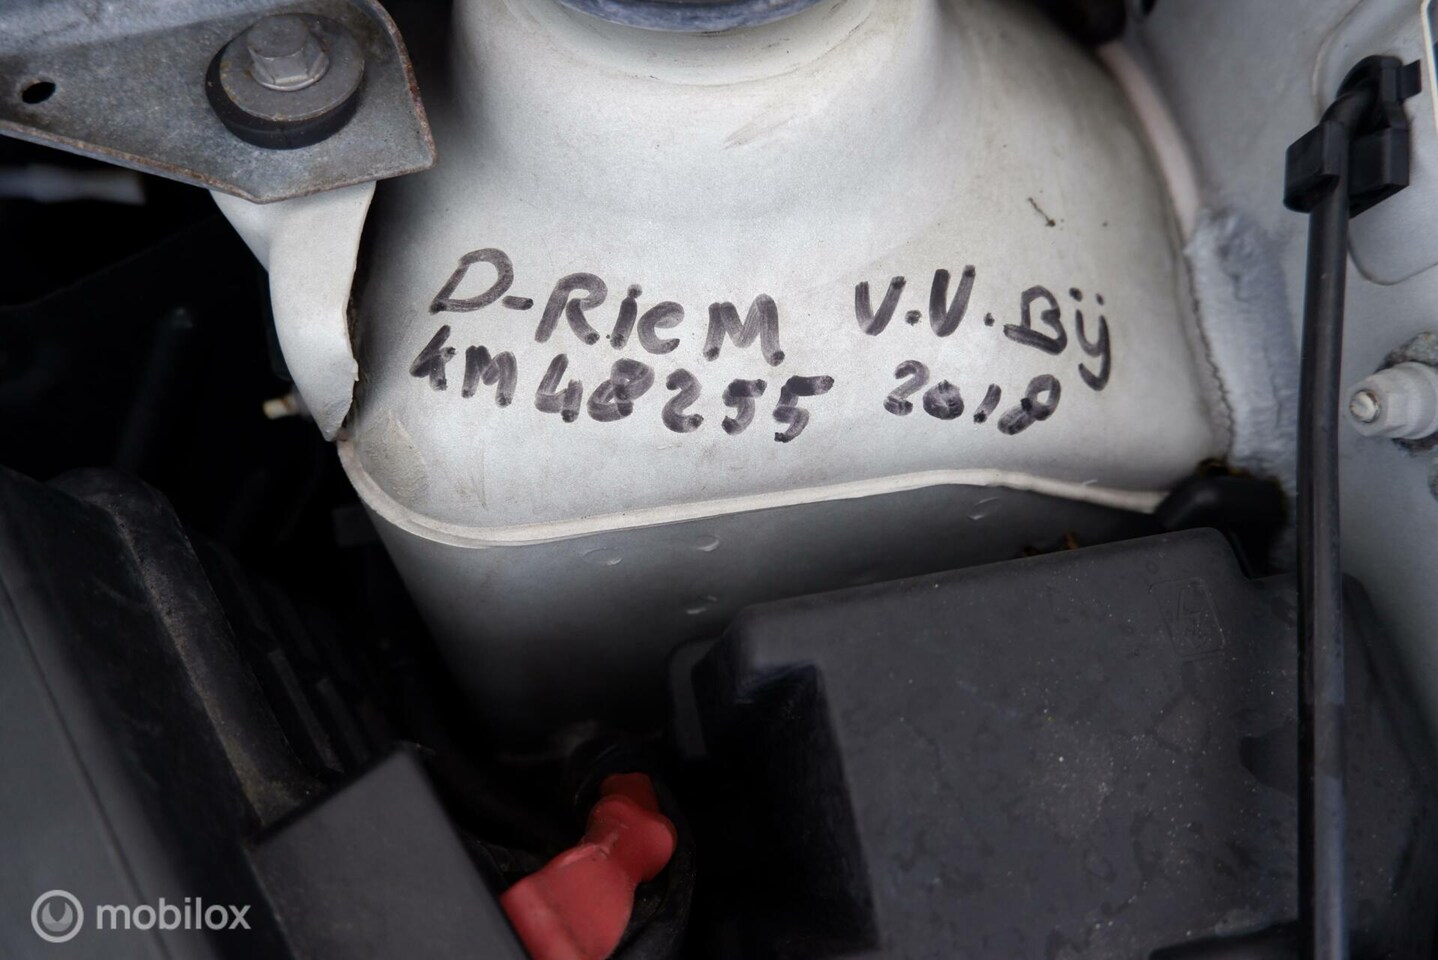 D-RieM V.V. Bij
kM 48255 2018
mobilox